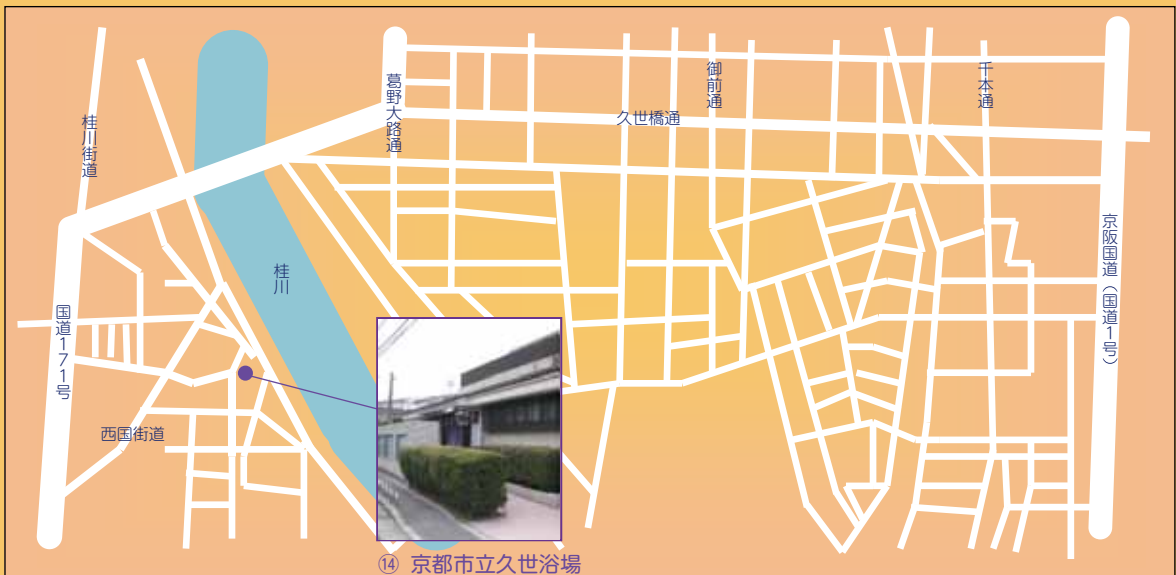 桂川街道
葛野大路通
久世橋通
御前通
千本通
京阪国道（国道1号）
桂川
国道171号
西国街道
⑭ 京都市立久世浴場